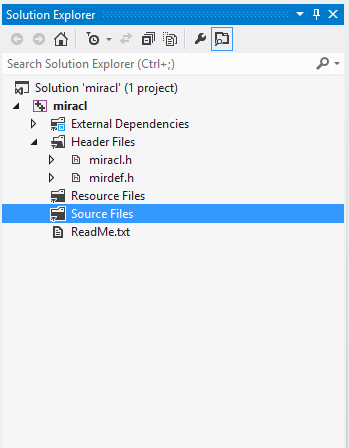 Solution Explorer
Search Solution Explorer (Ctrl+;)
Solution 'miracl' (1 project)
miracl
External Dependencies
Header Files
miracl.h
mirdef.h
Resource Files
Source Files
ReadMe.txt